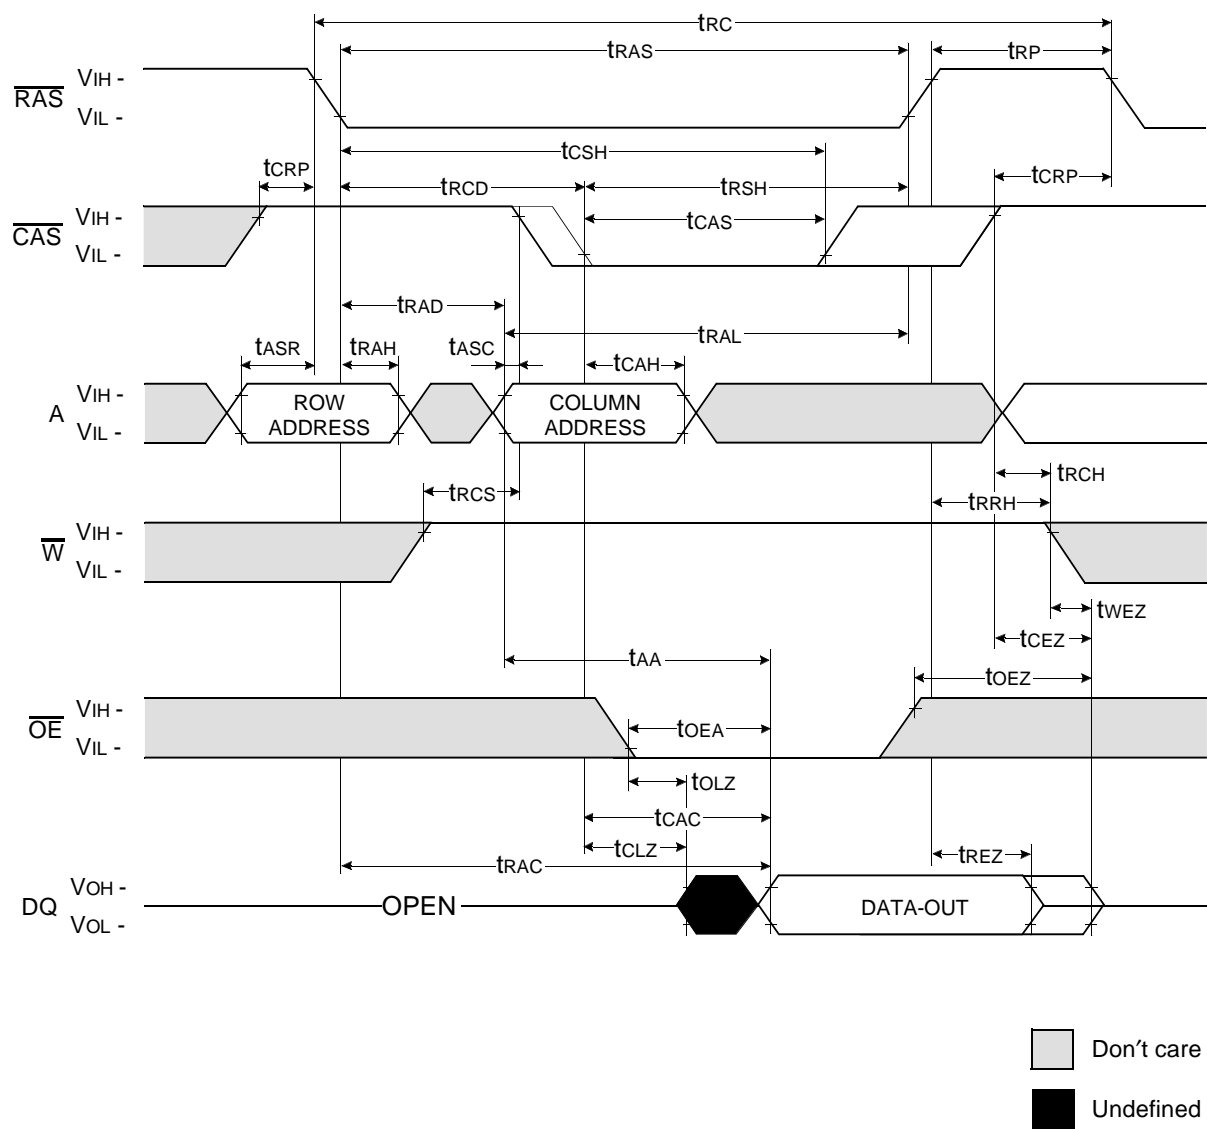 tRC
tRAS
tRP
RAS
VIH -
VIL -
tCSH
tCRP
tRCD
tRSH
tCRP
CAS
VIH -
VIL -
tCAS
tRAD
tRAL
tASR
tRAH
tASC
tCAH
A
VIH -
VIL -
ROW
ADDRESS
COLUMN
ADDRESS
tRCH
tRCS
tRRH
W
VIH -
VIL -
tWEZ
tCEZ
tAA
tOEZ
OE
VIH -
VIL -
tOEA
tOLZ
tCAC
tCLZ
tREZ
tRAC
DQ
VOH -
VOL -
OPEN
DATA-OUT
Don′t care
Undefined